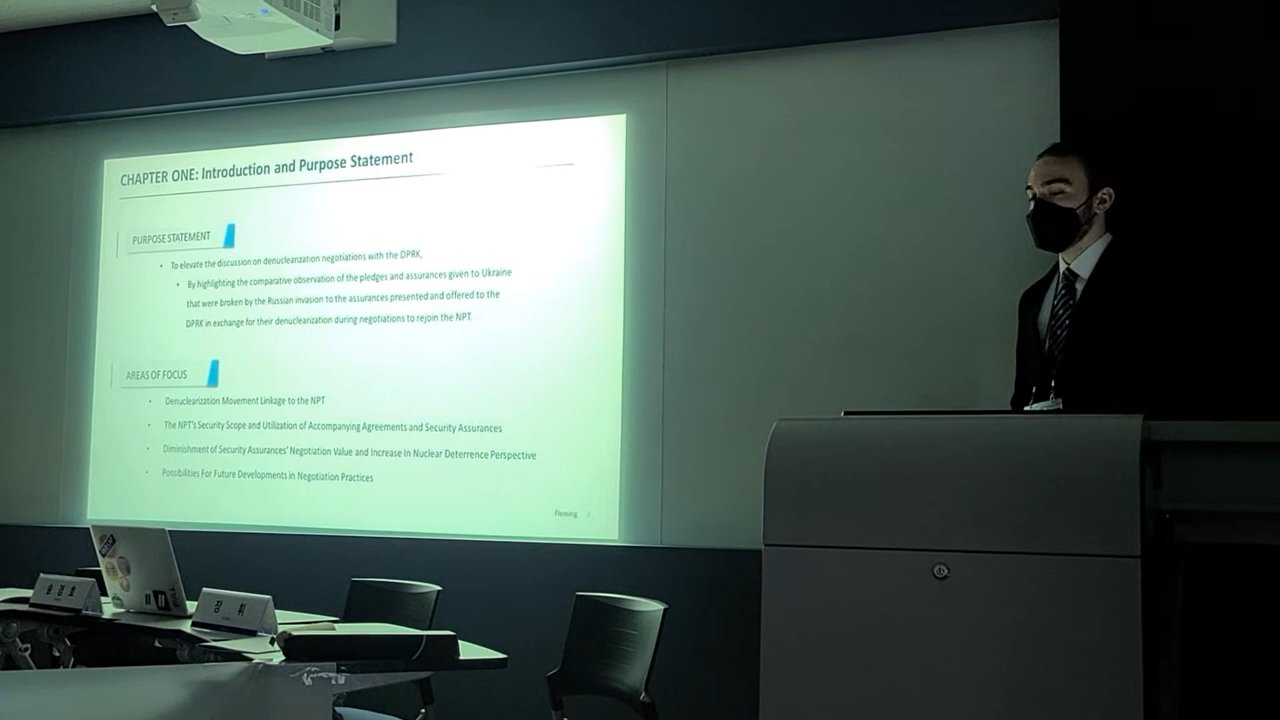 CHAPTER ONE: Introduction and Purpose Statement
PURPOSE STATEMENT
• To elevate the discussion on denuclearization negotiations with the DPRK,
• By highlighting the comparative observation of the pledges and assurances given to Ukraine
that were broken by the Russian invasion to the assurances presented and offered to the
DPRK in exchange for their denuclearization during negotiations to rejoin the NPT.
AREAS OF FOCUS
• Denuclearization Movement Linkage to the NPT
• The NPT's Security Scope and Utilization of Accompanying Agreements and Security Assurances
• Diminishment of Security Assurances' Negotiation Value and Increase In Nuclear Deterrence Perspective
• Possibilities For Future Developments in Negotiation Practices
Fleming